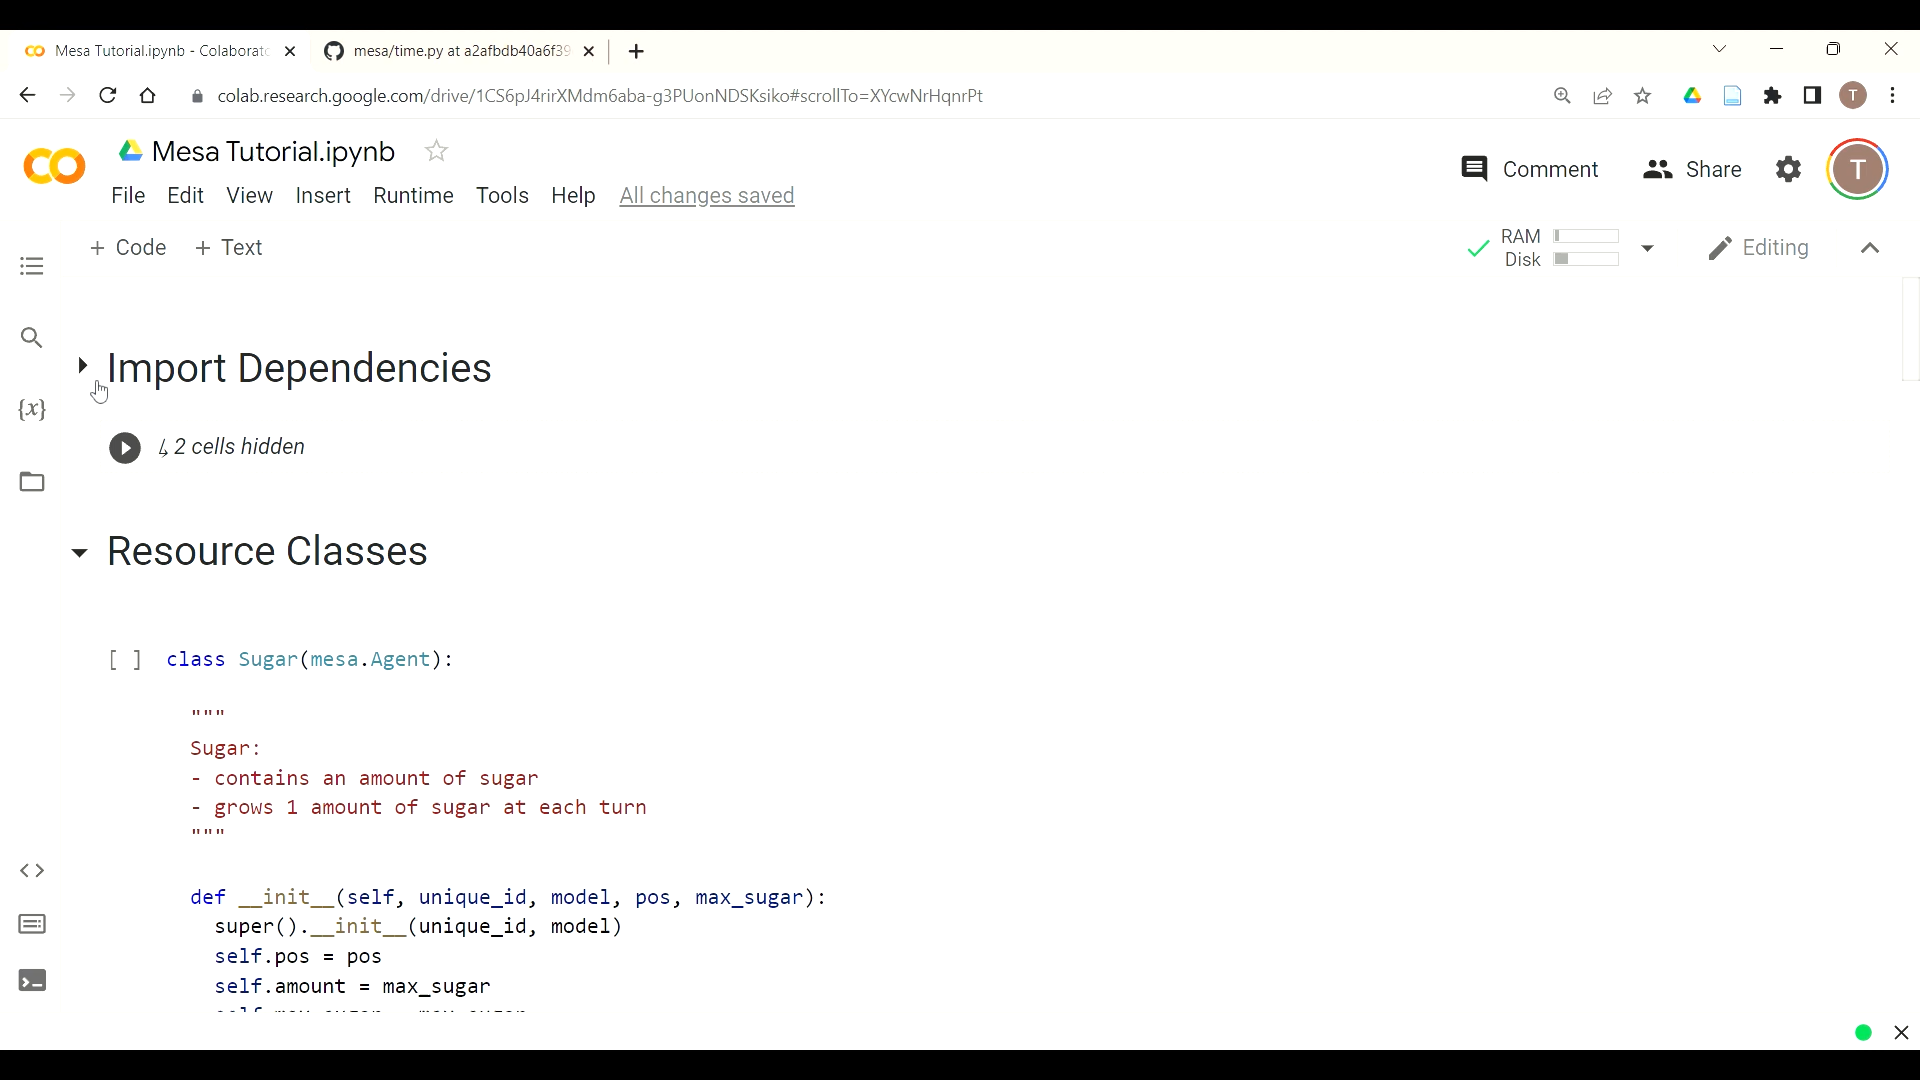 Mesa Tutorial.ipynb - Colaborato
mesa/time.py at a2afbdb40a6f39
colab.research.google.com/drive/1CS6pJ4rirXMdm6aba-g3PUonNDSKsiko#scrollTo=XYcwNrHqnrPt
T
Mesa Tutorial.ipynb
Comment
Share
T
File Edit View Insert Runtime Tools Help All changes saved
+ Code + Text
RAM
Disk
Editing
Import Dependencies
{x}
↳ 2 cells hidden
Resource Classes
[ ] class Sugar(mesa.Agent):
"""
Sugar:
- contains an amount of sugar
- grows 1 amount of sugar at each turn
"""
def __init__(self, unique_id, model, pos, max_sugar):
super().__init__(unique_id, model)
self.pos = pos
self.amount = max_sugar